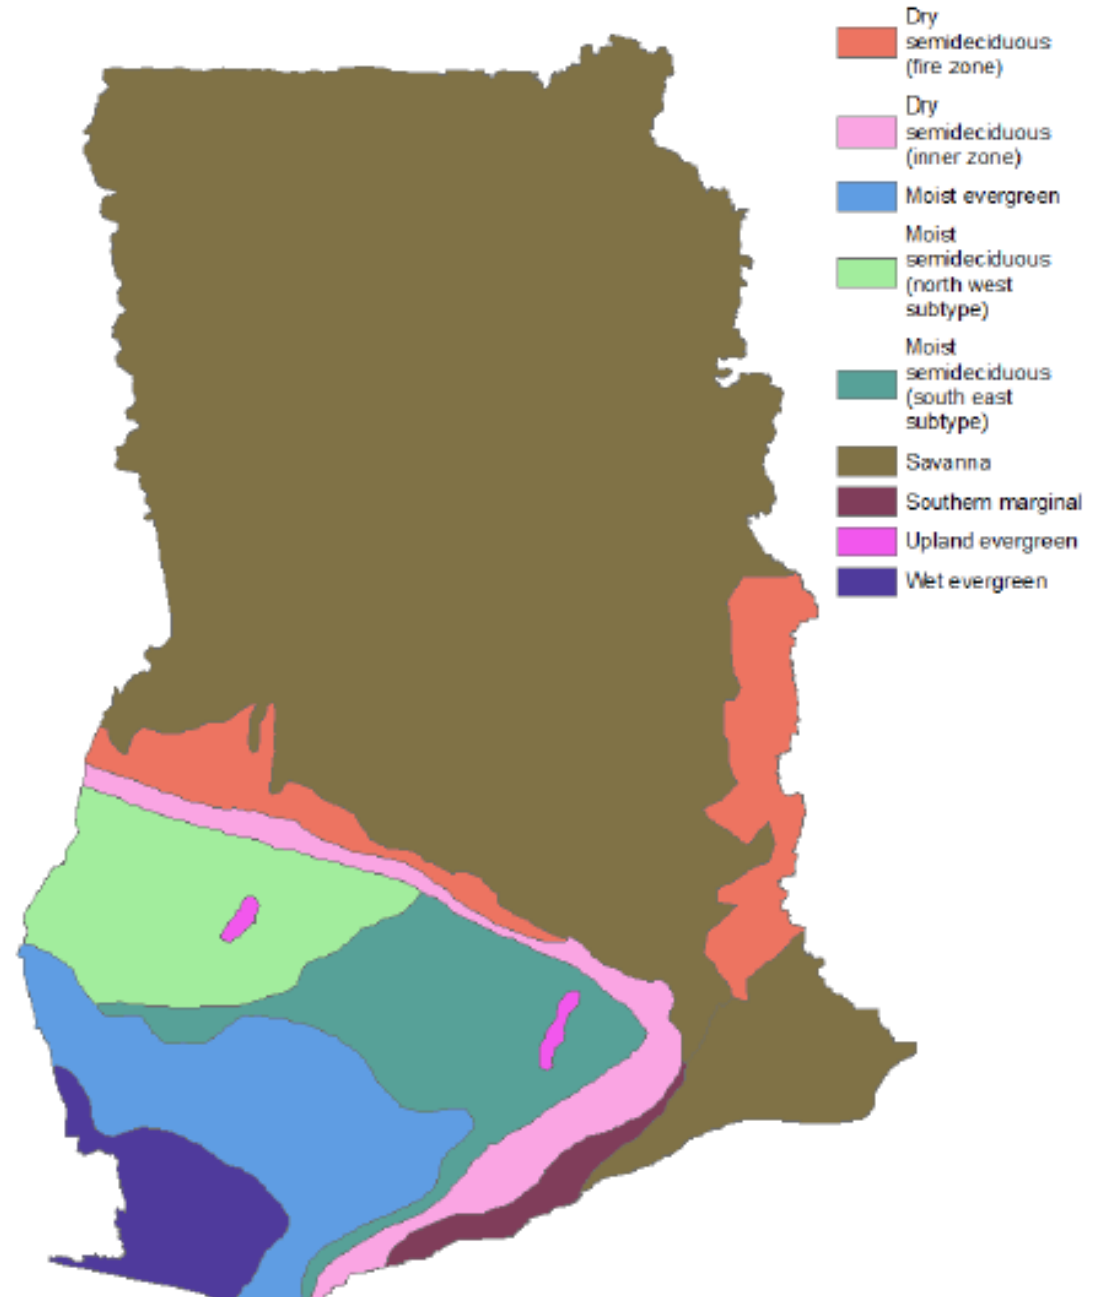 Dry
semideciduous
(fire zone)
Dry
semideciduous
(inner zone)
Moist evergreen
Moist
semideciduous
(north west
subtype)
Moist
semideciduous
(south east
subtype)
Savanna
Southern marginal
Upland evergreen
Wet evergreen